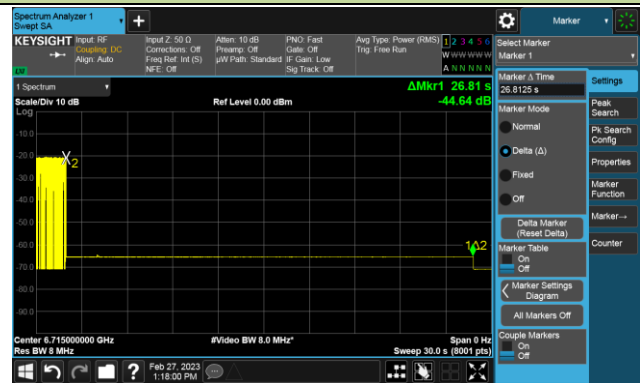 Spectrum Analyzer 1
Swept SA
Marker
KEYSIGHT
Input: RF
Coupling: DC
Align: Auto
Input Z: 50 Ω
Corrections: Off
Freq Ref: Int (S)
NFE: Off
Atten: 10 dB
Preamp: Off
µW Path: Standard
PNO: Fast
Gate: Off
IF Gain: Low
Sig Track: Off
Avg Type: Power (RMS)
Trig: Free Run
1 2 3 4 5 6
W W W W W W
A N N N N N
Select Marker
Marker 1
1 Spectrum
ΔMkr1 26.81 s
-44.64 dB
Scale/Div 10 dB
Ref Level 0.00 dBm
Log
-10.0
-20.0
-30.0
-40.0
-50.0
-60.0
-70.0
-80.0
-90.0
X2
1Δ2
Center 6.715000000 GHz
Res BW 8 MHz
#Video BW 8.0 MHz*
Span 0 Hz
Sweep 30.0 s (8001 pts)
Marker Δ Time
26.8125 s
Marker Mode
Normal
Delta (Δ)
Fixed
Off
Delta Marker
(Reset Delta)
Marker Table
On
Off
Marker Settings
Diagram
All Markers Off
Couple Markers
On
Off
Settings
Peak
Search
Pk Search
Config
Properties
Marker
Function
Marker→
Counter
Feb 27, 2023
1:18:00 PM